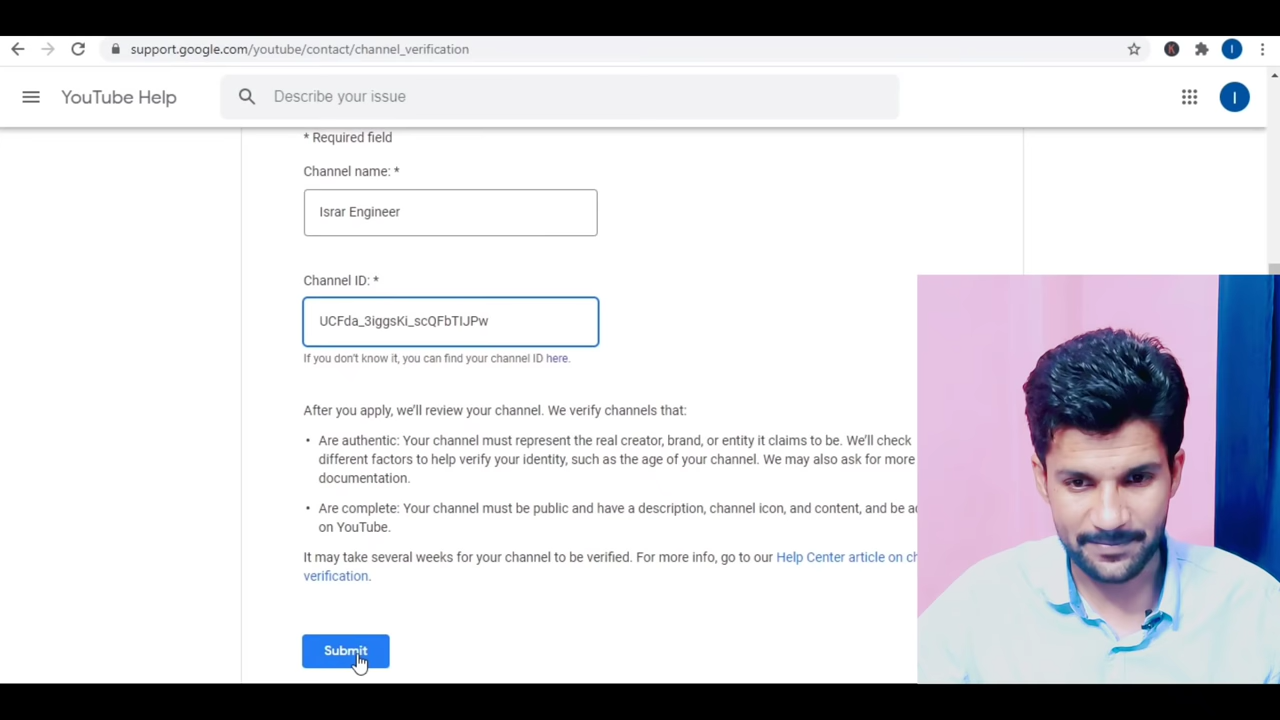 support.google.com/youtube/contact/channel_verification
K
I
YouTube Help
Describe your issue
I
* Required field
Channel name: *
Israr Engineer
Channel ID: *
UCFda_3iggsKi_scQFbTIJPw
If you don't know it, you can find your channel ID here.
After you apply, we'll review your channel. We verify channels that:
• Are authentic: Your channel must represent the real creator, brand, or entity it claims to be. We'll check
different factors to help verify your identity, such as the age of your channel. We may also ask for more
documentation.
• Are complete: Your channel must be public and have a description, channel icon, and content, and be
on YouTube.
It may take several weeks for your channel to be verified. For more info, go to our Help Center article on
verification.
Submit